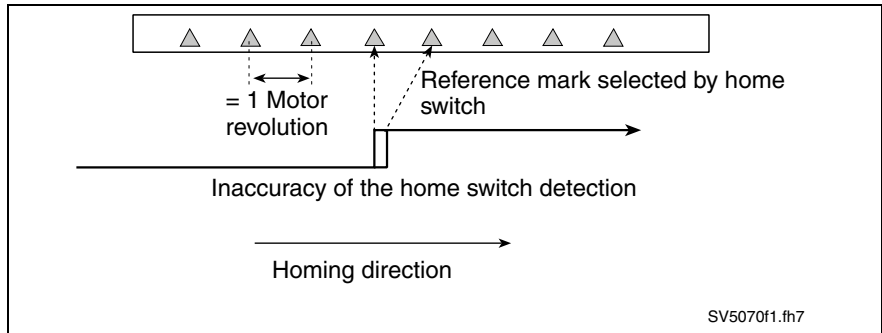 Reference mark selected by home
switch
= 1 Motor
revolution
Inaccuracy of the home switch detection
Homing direction
SV5070f1.fh7